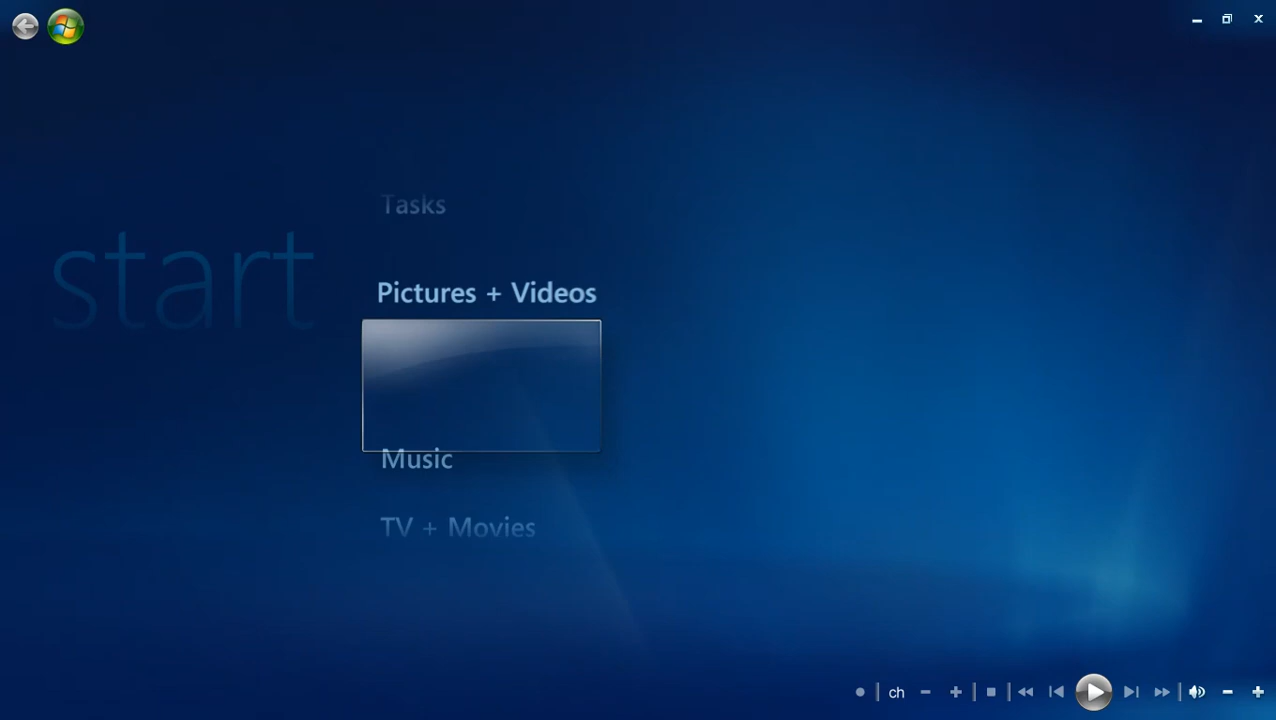 start
Tasks
Pictures + Videos
Music
TV + Movies
ch